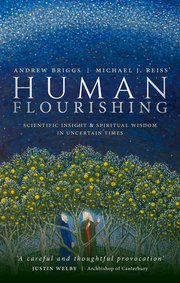 ANDREW BRIGGS | MICHAEL J. REISS
HUMAN
FLOURISHING
SCIENTIFIC INSIGHT & SPIRITUAL WISDOM
IN UNCERTAIN TIMES
'A careful and thoughtful provocation'
JUSTIN WELBY | Archbishop of Canterbury